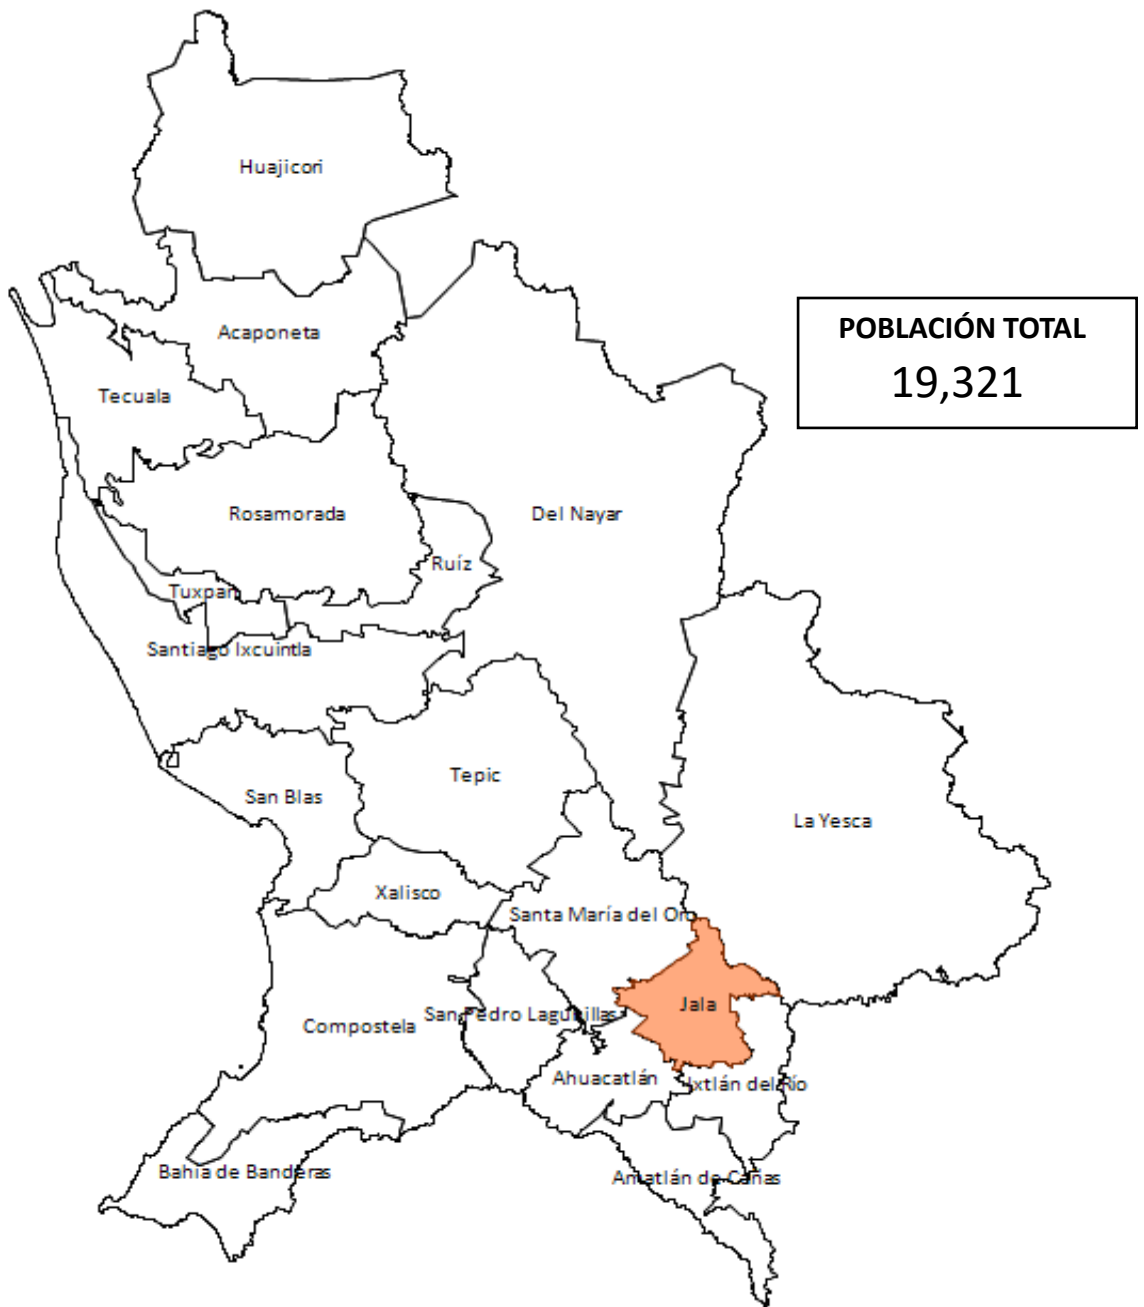 Huajicori
Acaponeta
POBLACIÓN TOTAL
19,321
Tecuala
Rosamorada
Del Nayar
Ruíz
Tuxpan
Santiago Ixcuintla
Tepic
San Blas
La Yesca
Xalisco
Santa María del Oro
Jala
San Pedro Lagunillas
Compostela
Ahuacatlán
Ixtlán del Río
Bahía de Banderas
Amatlán de Cañas